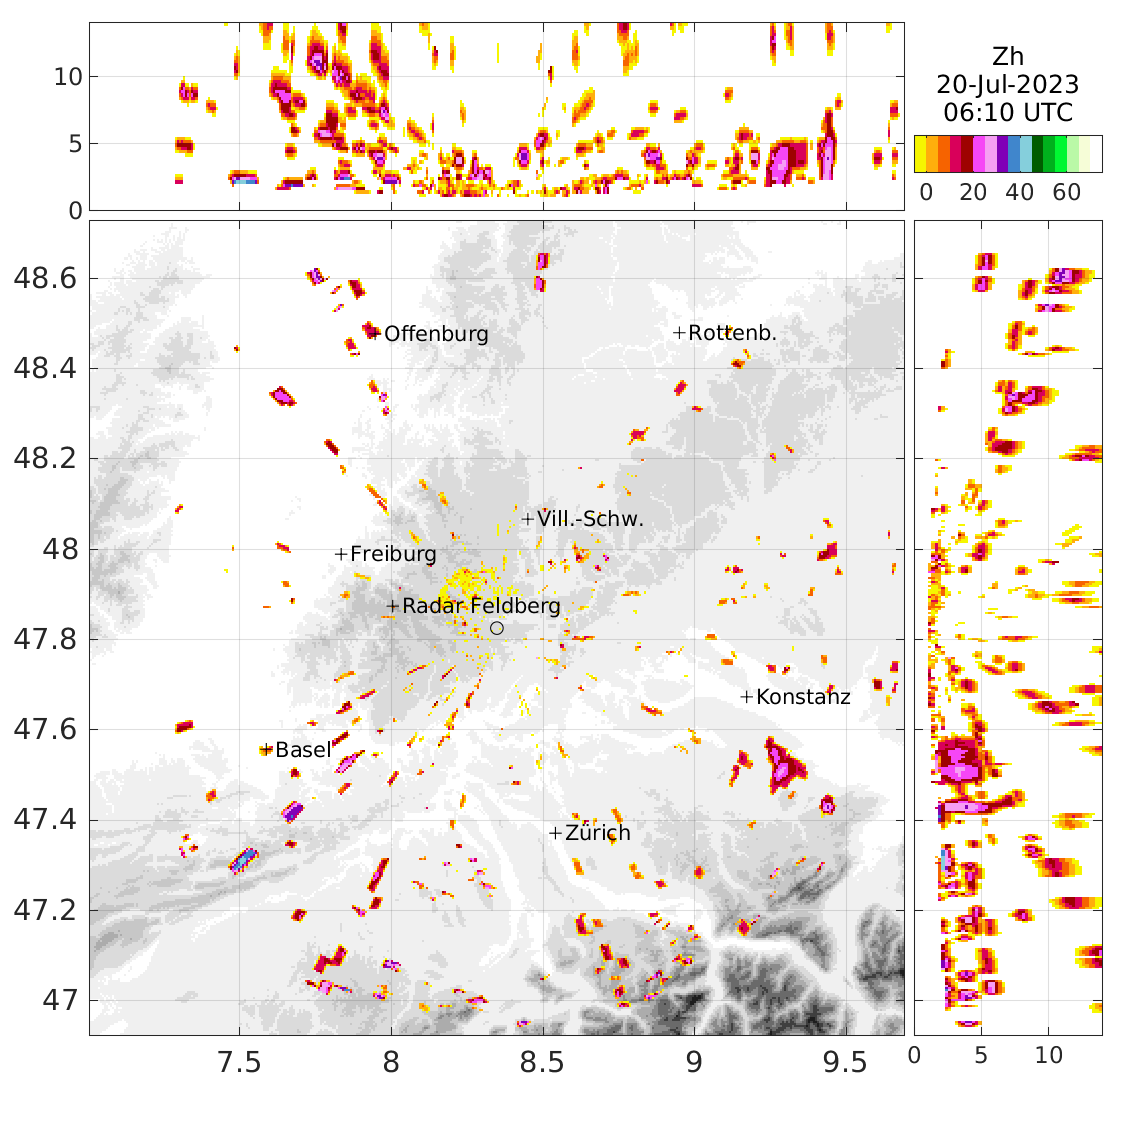 10
5
0
Zh
20-Jul-2023
06:10 UTC
0 20 40 60
48.6
48.4
48.2
48
47.8
47.6
47.4
47.2
47
+Offenburg
+Rottenb.
+Vill.-Schw.
+Freiburg
+Radar Feldberg
+Konstanz
+Basel
+Zürich
7.5 8 8.5 9 9.5
0 5 10